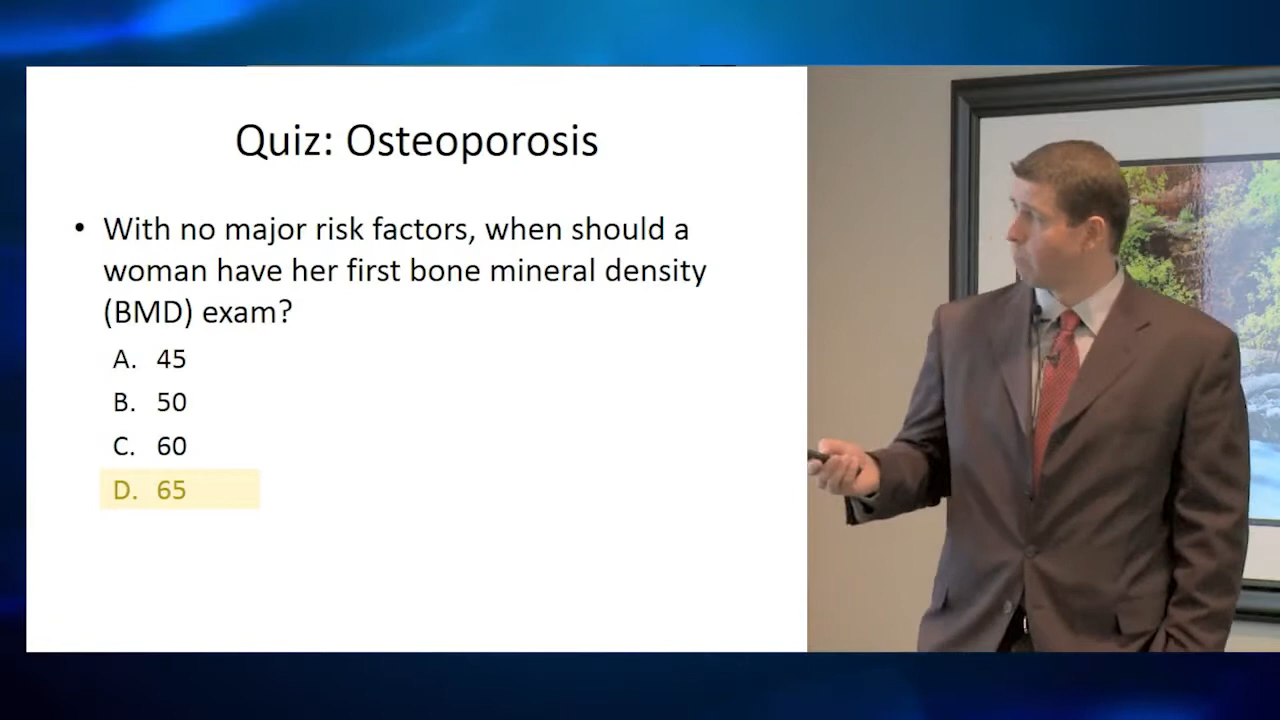 Quiz: Osteoporosis
• With no major risk factors, when should a
woman have her first bone mineral density
(BMD) exam?
A. 45
B. 50
C. 60
D. 65